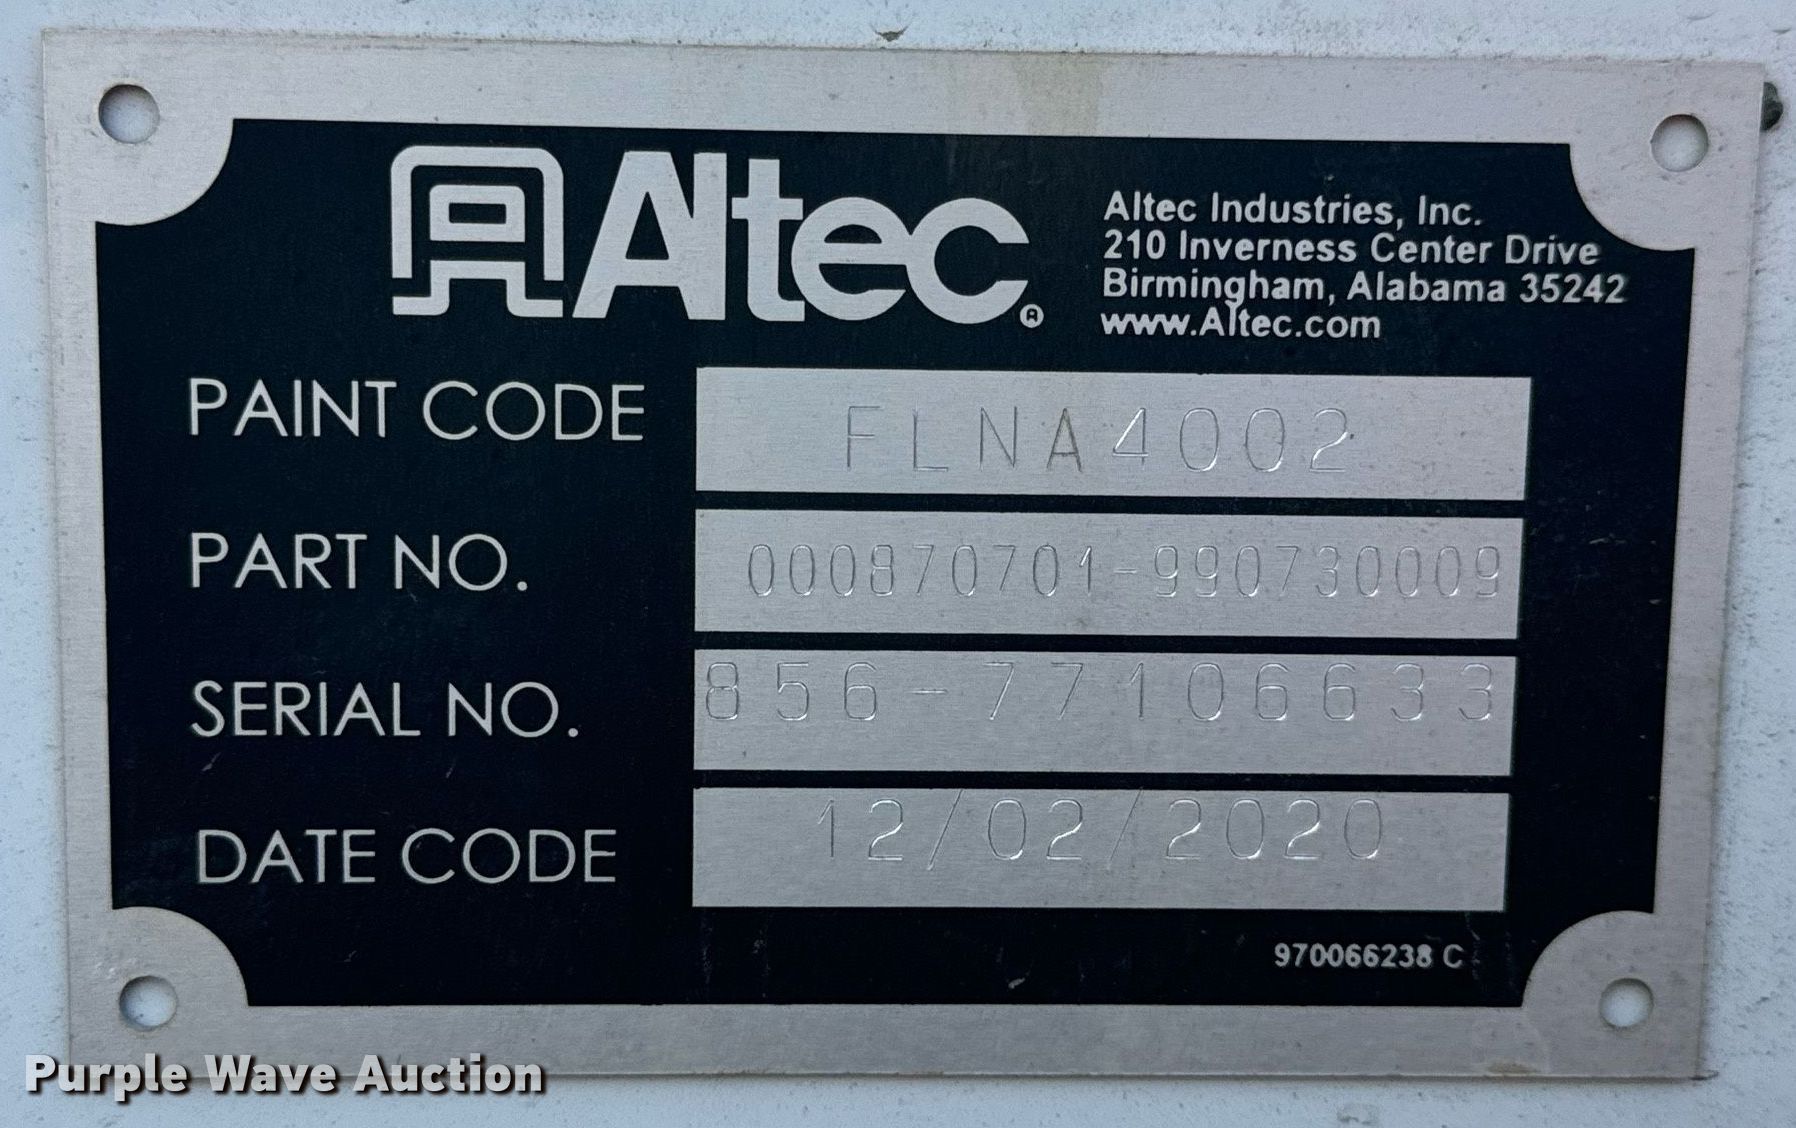 Altec
Altec Industries, Inc.
210 Inverness Center Drive
Birmingham, Alabama 35242
www.Altec.com
PAINT CODE FLNA4002
PART NO. 000870701-990730009
SERIAL NO. 856-77106633
DATE CODE 12/02/2020
970066238 C
Purple Wave Auction